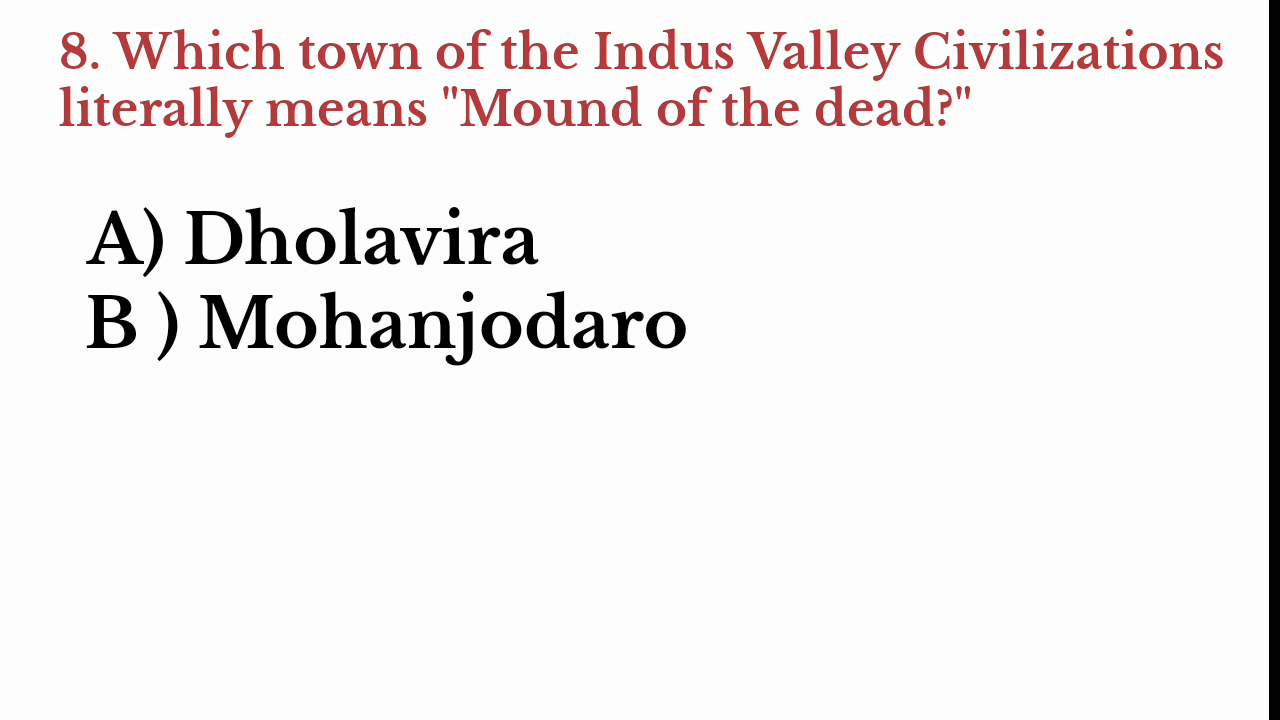 8. Which town of the Indus Valley Civilizations
literally means "Mound of the dead?"
A) Dholavira
B ) Mohanjodaro